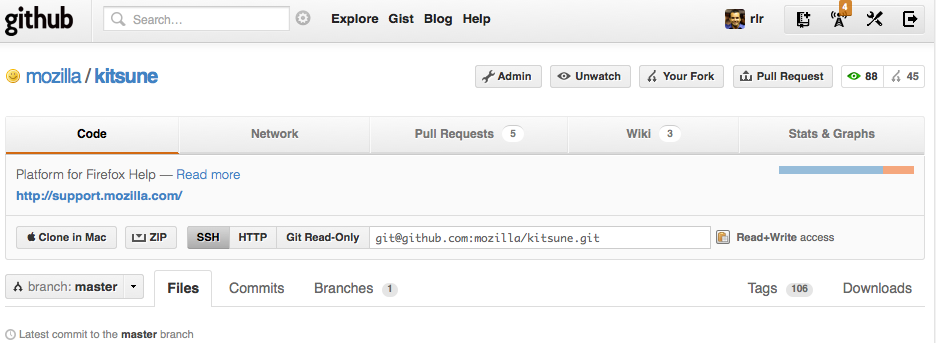 github Search... Explore Gist Blog Help rlr 4
mozilla / kitsune Admin Unwatch Your Fork Pull Request 88 45
Code Network Pull Requests 5 Wiki 3 Stats & Graphs
Platform for Firefox Help — Read more
http://support.mozilla.com/
Clone in Mac ZIP SSH HTTP Git Read-Only git@github.com:mozilla/kitsune.git Read+Write access
branch: master Files Commits Branches 1 Tags 106 Downloads
Latest commit to the master branch